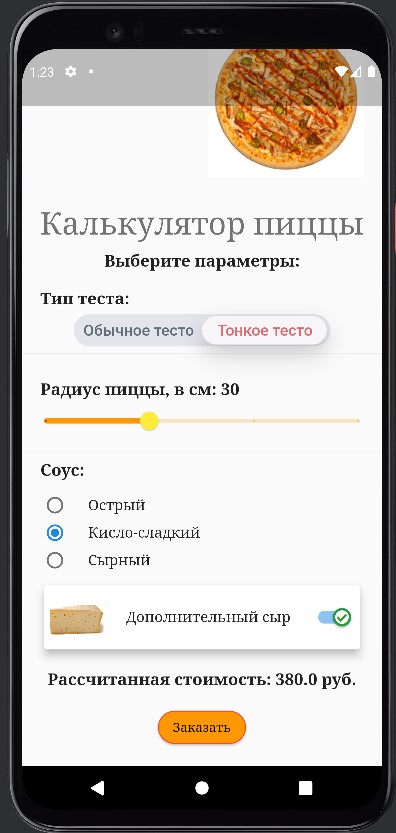 1:23
Калькулятор пиццы
Выберите параметры:
Тип теста:
Обычное тесто Тонкое тесто
Радиус пиццы, в см: 30
Соус:
Острый
Кисло-сладкий
Сырный
Дополнительный сыр
Рассчитанная стоимость: 380.0 руб.
Заказать